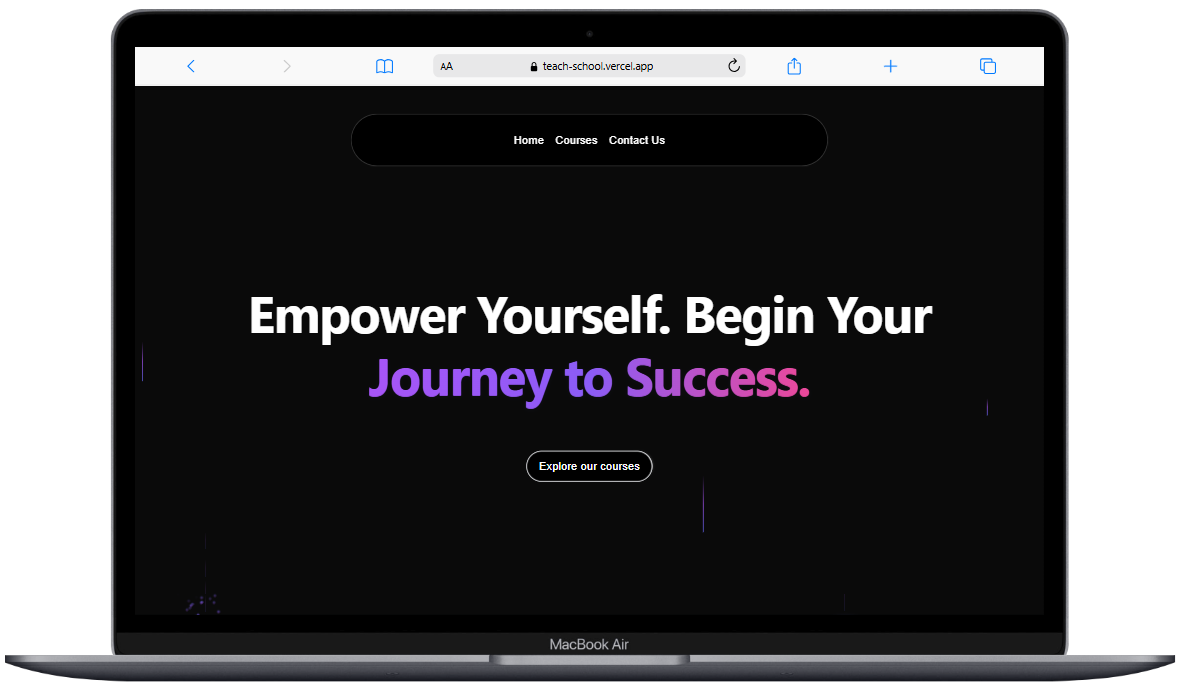 AA teach-school.vercel.app
Home Courses Contact Us
Empower Yourself. Begin Your
Journey to Success.
Explore our courses
MacBook Air